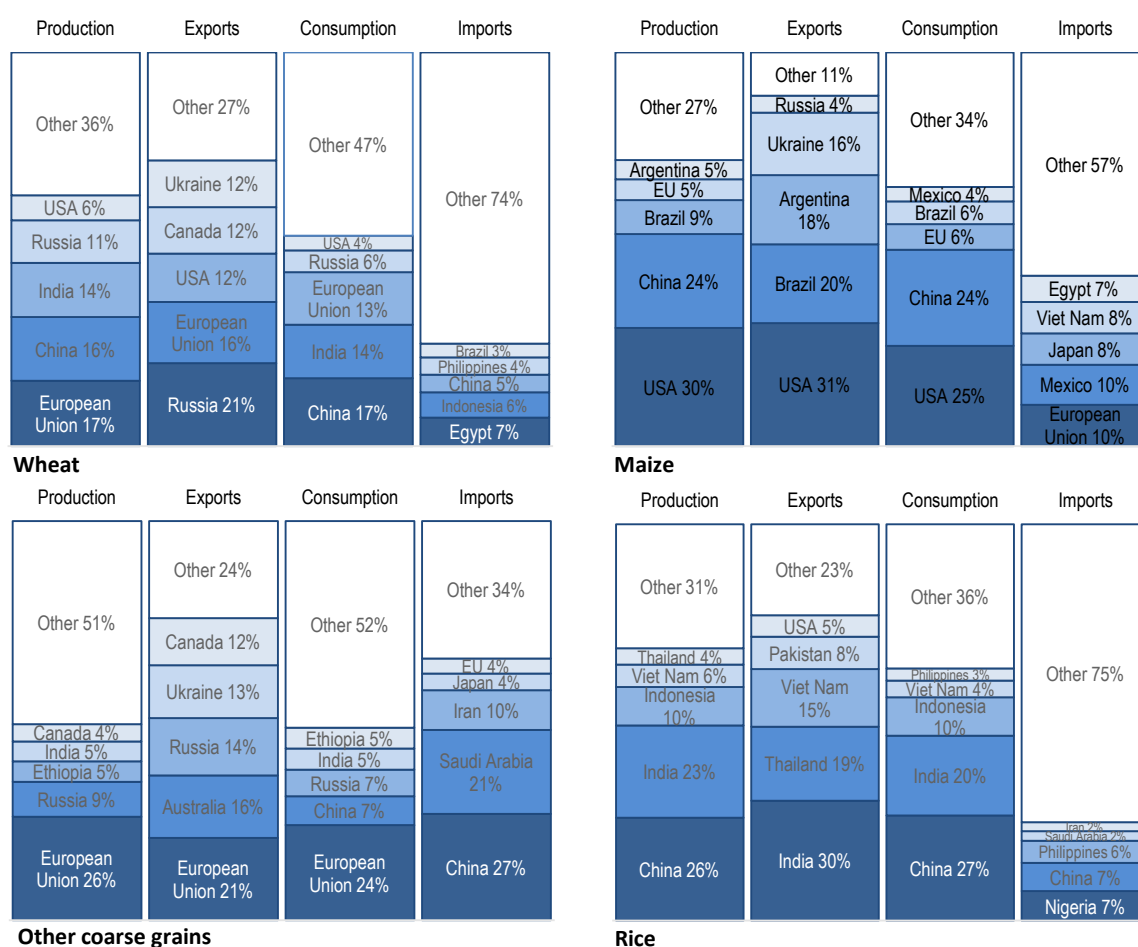 Production
Exports
Consumption
Imports
Other 36%
USA 6%
Russia 11%
India 14%
China 16%
European
Union 17%
Other 27%
Ukraine 12%
Canada 12%
USA 12%
European
Union 16%
Russia 21%
Other 47%
USA 4%
Russia 6%
European
Union 13%
India 14%
China 17%
Other 74%
Brazil 3%
Philippines 4%
China 5%
Indonesia 6%
Egypt 7%
Wheat
Production
Exports
Consumption
Imports
Other 27%
Argentina 5%
EU 5%
Brazil 9%
China 24%
USA 30%
Other 11%
Russia 4%
Ukraine 16%
Argentina
18%
Brazil 20%
USA 31%
Other 34%
Mexico 4%
Brazil 6%
EU 6%
China 24%
USA 25%
Other 57%
Egypt 7%
Viet Nam 8%
Japan 8%
Mexico 10%
European
Union 10%
Maize
Production
Exports
Consumption
Imports
Other 51%
Canada 4%
India 5%
Ethiopia 5%
Russia 9%
European
Union 26%
Other 24%
Canada 12%
Ukraine 13%
Russia 14%
Australia 16%
European
Union 21%
Other 52%
Ethiopia 5%
India 5%
Russia 7%
China 7%
European
Union 24%
Other 34%
EU 4%
Japan 4%
Iran 10%
Saudi Arabia
21%
China 27%
Other coarse grains
Production
Exports
Consumption
Imports
Other 31%
Thailand 4%
Viet Nam 6%
Indonesia
10%
India 23%
China 26%
Other 23%
USA 5%
Pakistan 8%
Viet Nam
15%
Thailand 19%
India 30%
Other 36%
Philippines 3%
Viet Nam 4%
Indonesia
10%
India 20%
China 27%
Other 75%
Iran 2%
Saudi Arabia 2%
Philippines 6%
China 7%
Nigeria 7%
Rice